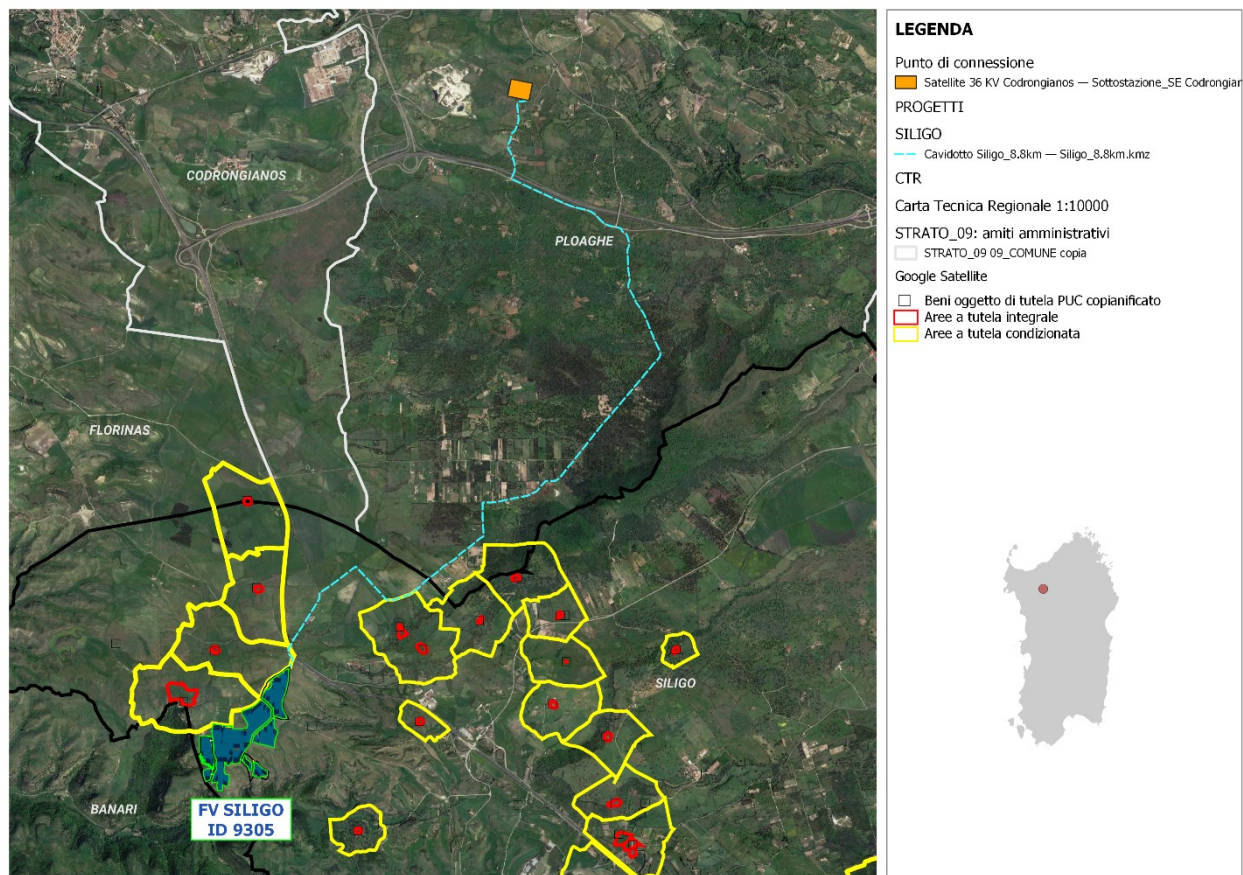 CODRONGIANOS
PLOAGHE
FLORINAS
SILIGO
BANARI
FV SILIGO
ID 9305
LEGENDA
Punto di connessione
Satellite 36 KV Codrongianos — Sottostazione_SE Codrongiar
PROGETTI
SILIGO
Cavidotto Siligo_8.8km — Siligo_8.8km.kmz
CTR
Carta Tecnica Regionale 1:10000
STRATO_09: amiti amministrativi
STRATO_09 09_COMUNE copia
Google Satellite
Beni oggetto di tutela PUC copianificato
Aree a tutela integrale
Aree a tutela condizionata